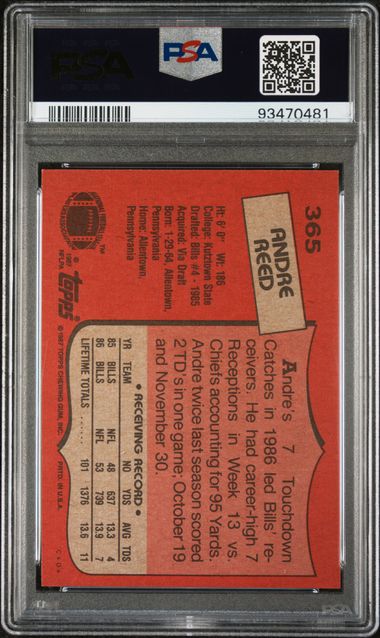 PSA
PSA
93470481
365
ANDRE
REED
Ht: 6' 0" Wt: 186
College: Kutztown State
Drafted: Bills #4 - 1985
Acquired: Via Draft
Born: 1-29-64, Allentown,
Pennsylvania
Home: Allentown,
Pennsylvania
TM
© 1987
NFLPA
topps
© 1987 TOPPS CHEWING GUM, INC.
PRTD. IN U.S.A.
Andre's 7 Touchdown
Catches in 1986 led Bills' re-
ceivers. He had career-high 7
Receptions in Week 13 vs.
Chiefs accounting for 95 Yards.
Andre twice last season scored
2 TD's in one game; October 19
and November 30.
• RECEIVING RECORD •
YR TEAM NO YDS AVG TDS
85 BILLS NFL 48 637 13.3 4
86 BILLS NFL 53 739 13.9 7
LIFETIME TOTALS ..... 101 1376 13.6 11